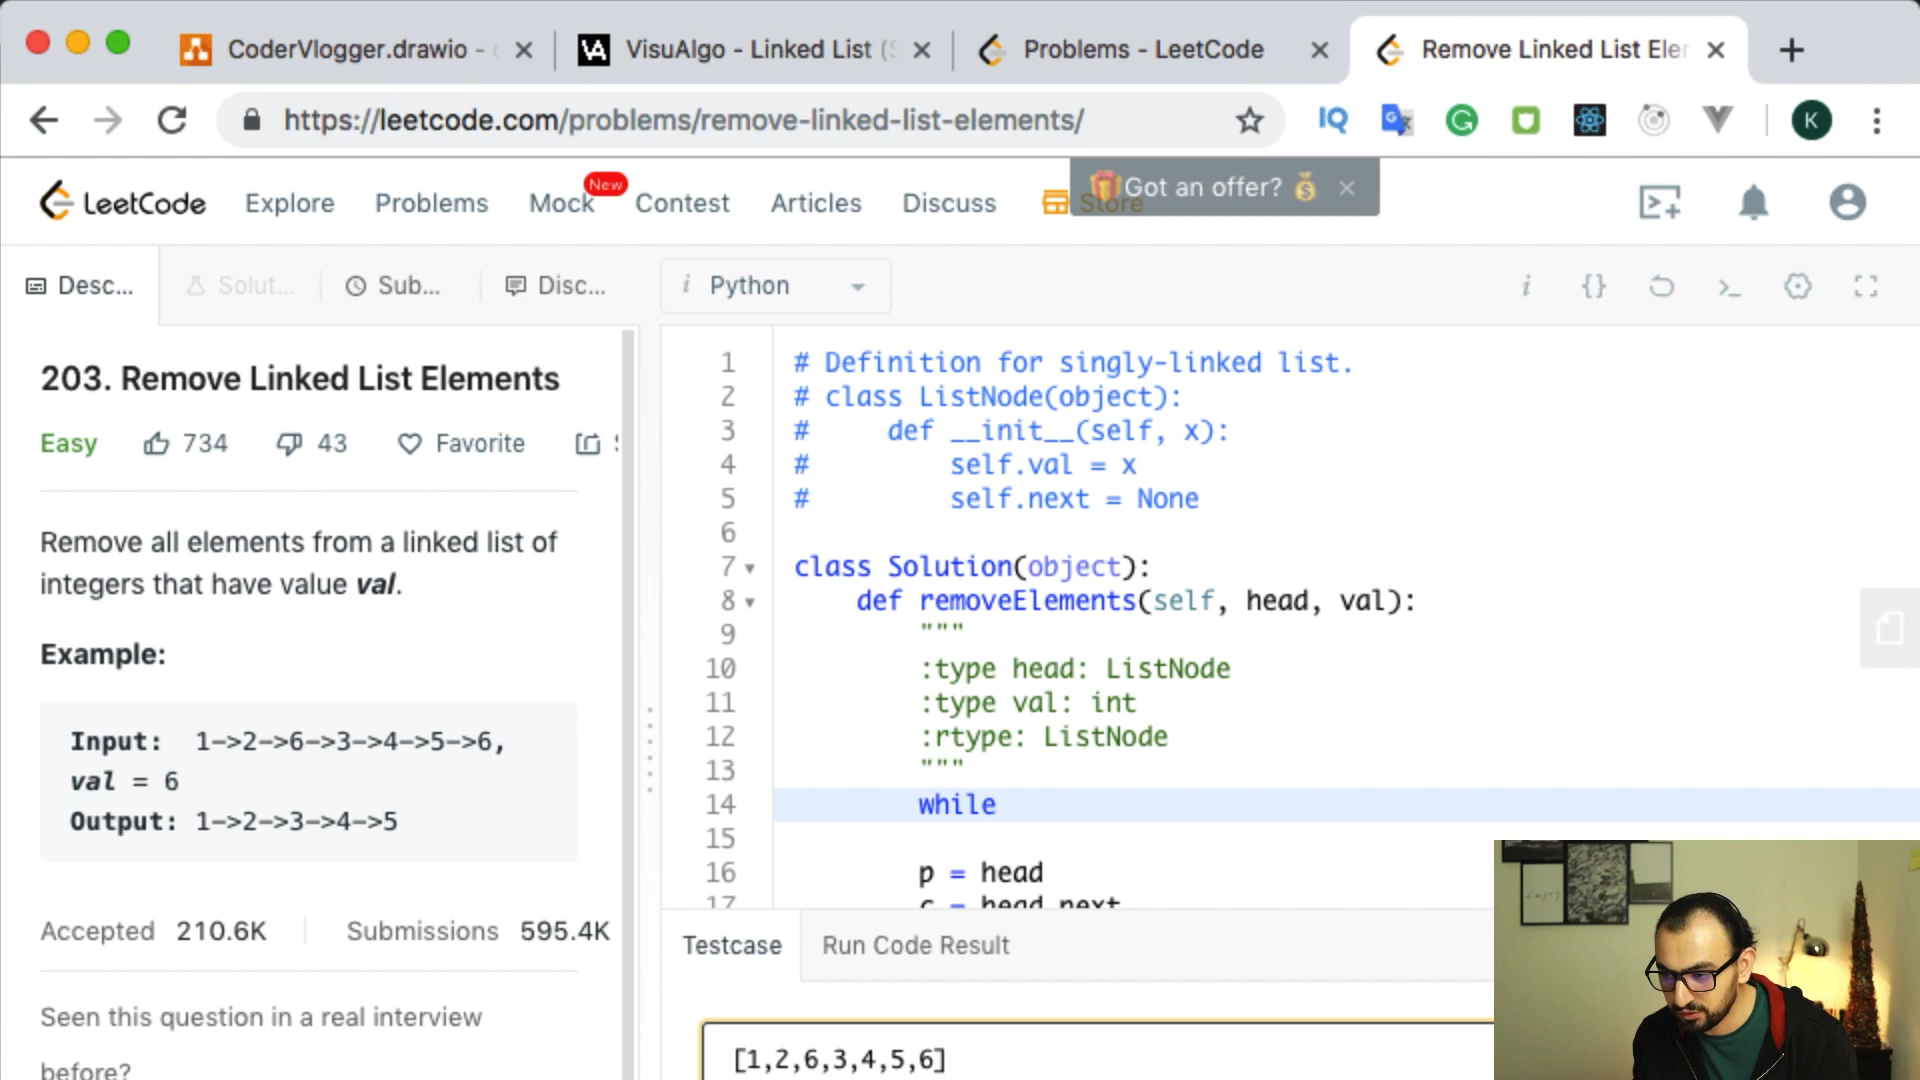 CoderVlogger.drawio -
VisuAlgo - Linked List (
Problems - LeetCode
Remove Linked List Eler
https://leetcode.com/problems/remove-linked-list-elements/
IQ
K
LeetCode
Explore
Problems
Mock
New
Contest
Articles
Discuss
Store
Got an offer?
Desc...
Solut...
Sub...
Disc...
i Python
203. Remove Linked List Elements
Easy 734 43 Favorite
Remove all elements from a linked list of
integers that have value val.
Example:
Input: 1->2->6->3->4->5->6,
val = 6
Output: 1->2->3->4->5
Accepted 210.6K Submissions 595.4K
Seen this question in a real interview
before?
1 # Definition for singly-linked list.
2 # class ListNode(object):
3 #     def __init__(self, x):
4 #         self.val = x
5 #         self.next = None
6
7 class Solution(object):
8     def removeElements(self, head, val):
9         """
10         :type head: ListNode
11         :type val: int
12         :rtype: ListNode
13         """
14         while
15
16         p = head
17         c = head.next
Testcase
Run Code Result
[1,2,6,3,4,5,6]